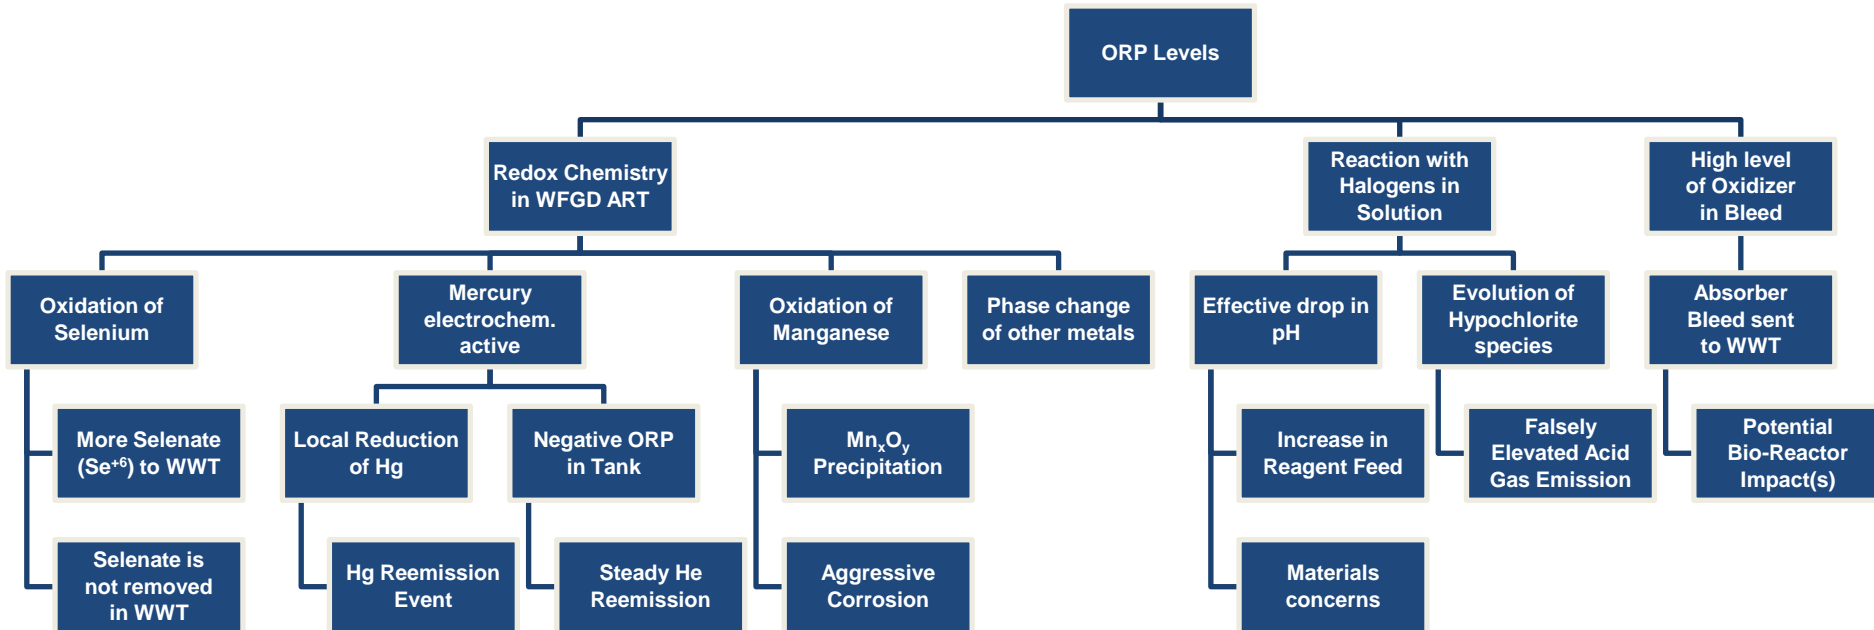 ORP Levels
Redox Chemistry
in WFGD ART
Reaction with
Halogens in
Solution
High level
of Oxidizer
in Bleed
Oxidation of
Selenium
Mercury
electrochem.
active
Oxidation of
Manganese
Phase change
of other metals
Effective drop in
pH
Evolution of
Hypochlorite
species
Absorber
Bleed sent
to WWT
More Selenate
(Se⁺⁶) to WWT
Local Reduction
of Hg
Negative ORP
in Tank
MnₓOᵧ
Precipitation
Increase in
Reagent Feed
Falsely
Elevated Acid
Gas Emission
Potential
Bio-Reactor
Impact(s)
Selenate is
not removed
in WWT
Hg Reemission
Event
Steady He
Reemission
Aggressive
Corrosion
Materials
concerns